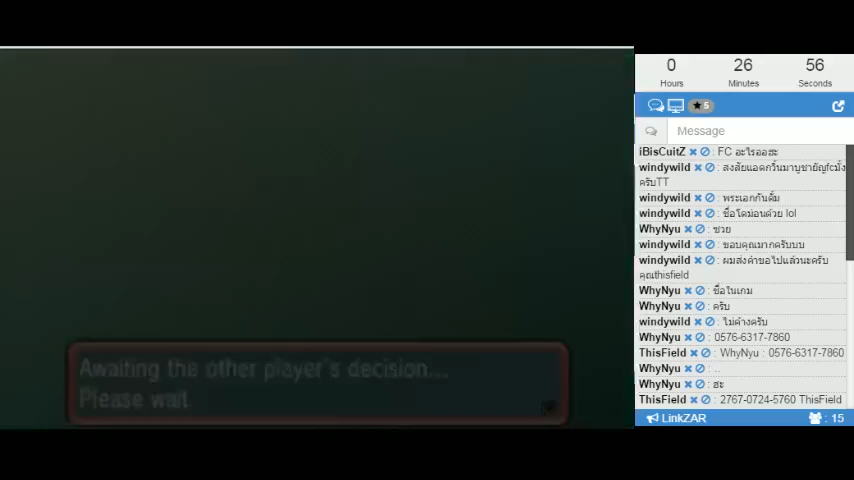 Awaiting the other player's decision...
Please wait
0 26 56
Hours Minutes Seconds
5
Message
iBisCuitZ : FC อะไรออฮะ
windywild : สงสัยแอดกวิ้นมาบูชายัญfcมั้ง
ครับTT
windywild : พระเอกกันดั้ม
windywild : ชื่อโดม่อนด้วย lol
WhyNyu : ซวย
windywild : ขอบคุณมากครับบบ
windywild : ผมส่งคำขอไปแล้วนะครับ
คุณthisfield
WhyNyu : ชื่อในเกม
WhyNyu : ครับ
windywild : ไม่ค้างครับ
WhyNyu : 0576-6317-7860
ThisField : WhyNyu : 0576-6317-7860
WhyNyu : ..
WhyNyu : ฮะ
ThisField : 2767-0724-5760 ThisField
LinkZAR : 15